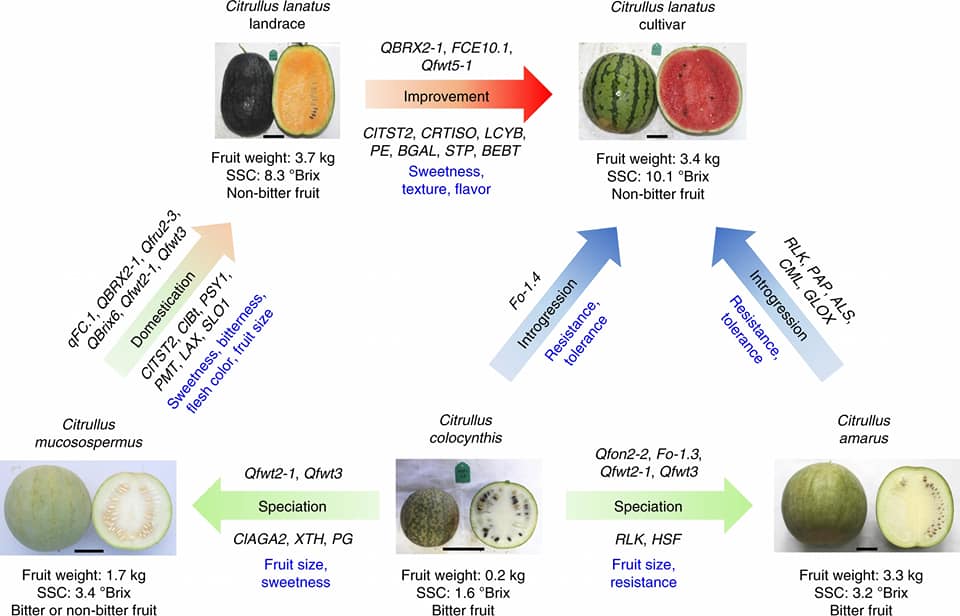 Citrullus lanatus
landrace
Fruit weight: 3.7 kg
SSC: 8.3 °Brix
Non-bitter fruit
QBRX2-1, FCE10.1,
Qfwt5-1
Improvement
ClTST2, CRTISO, LCYB,
PE, BGAL, STP, BEBT
Sweetness,
texture, flavor
Citrullus lanatus
cultivar
Fruit weight: 3.4 kg
SSC: 10.1 °Brix
Non-bitter fruit
qFC.1, QBRX2-1, Qfru2-3,
QBrix6, Qfwt2-1, Qfwt3
Domestication
ClTST2, ClBt, PSY1,
PMT, LAX, SLO1
Sweetness, bitterness,
flesh color, fruit size
Fo-1.4
Introgression
Resistance,
tolerance
RLK, PAP, ALS,
CML, GLOX
Introgression
Resistance,
tolerance
Citrullus
mucosospermus
Fruit weight: 1.7 kg
SSC: 3.4 °Brix
Bitter or non-bitter fruit
Qfwt2-1, Qfwt3
Speciation
ClAGA2, XTH, PG
Fruit size,
sweetness
Citrullus
colocynthis
Fruit weight: 0.2 kg
SSC: 1.6 °Brix
Bitter fruit
Qfon2-2, Fo-1.3,
Qfwt2-1, Qfwt3
Speciation
RLK, HSF
Fruit size,
resistance
Citrullus
amarus
Fruit weight: 3.3 kg
SSC: 3.2 °Brix
Bitter fruit